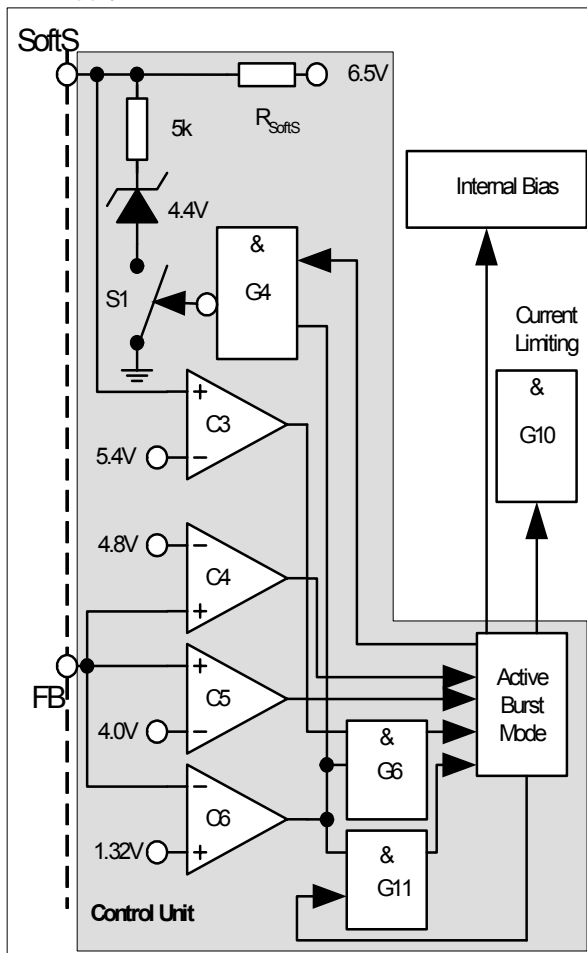 SoftS
6.5V
5k
R SoftS
4.4V
Internal Bias
&
G4
S1
Current
Limiting
&
G10
C3
5.4V
4.8V
C4
FB
C5
4.0V
Active
Burst
Mode
&
G6
C6
1.32V
&
G11
Control Unit